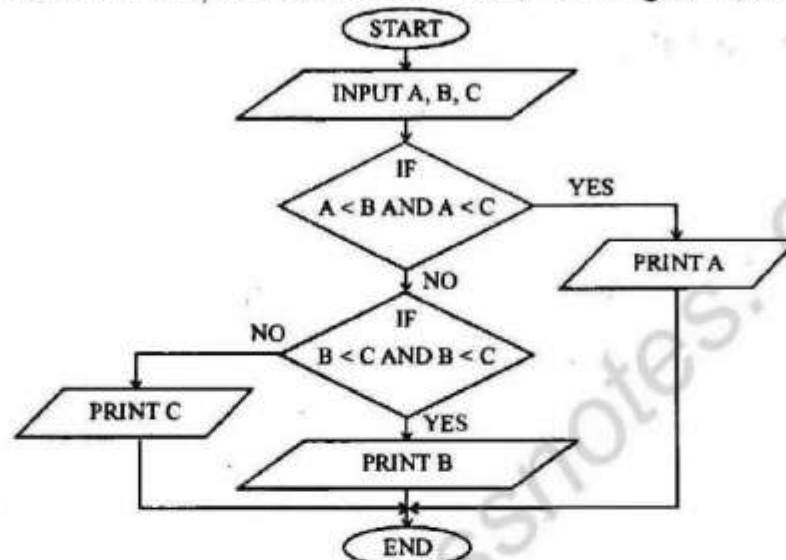 START
INPUT A, B, C
IF
A < B AND A < C
YES
PRINT A
NO
IF
B < C AND B < C
NO
PRINT C
YES
PRINT B
END